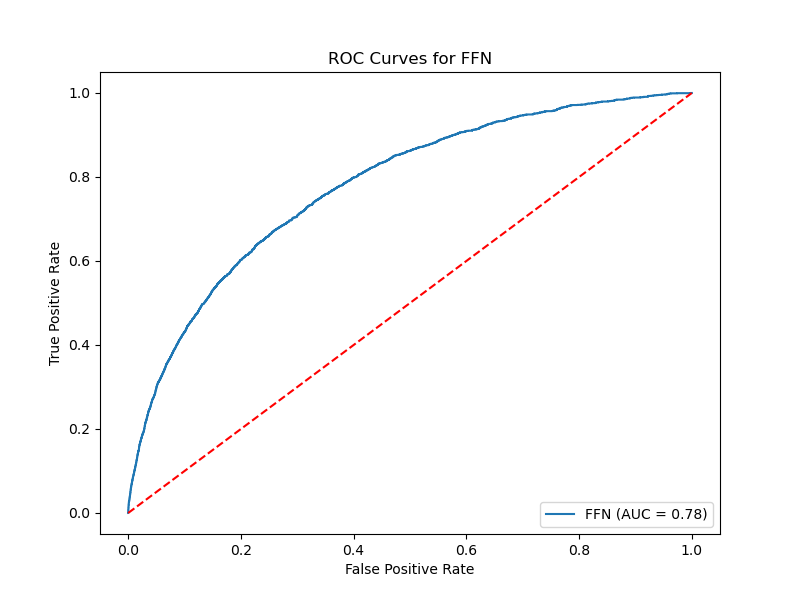 ROC Curves for FFN
True Positive Rate
1.0
0.8
0.6
0.4
0.2
0.0
FFN (AUC = 0.78)
0.0 0.2 0.4 0.6 0.8 1.0
False Positive Rate